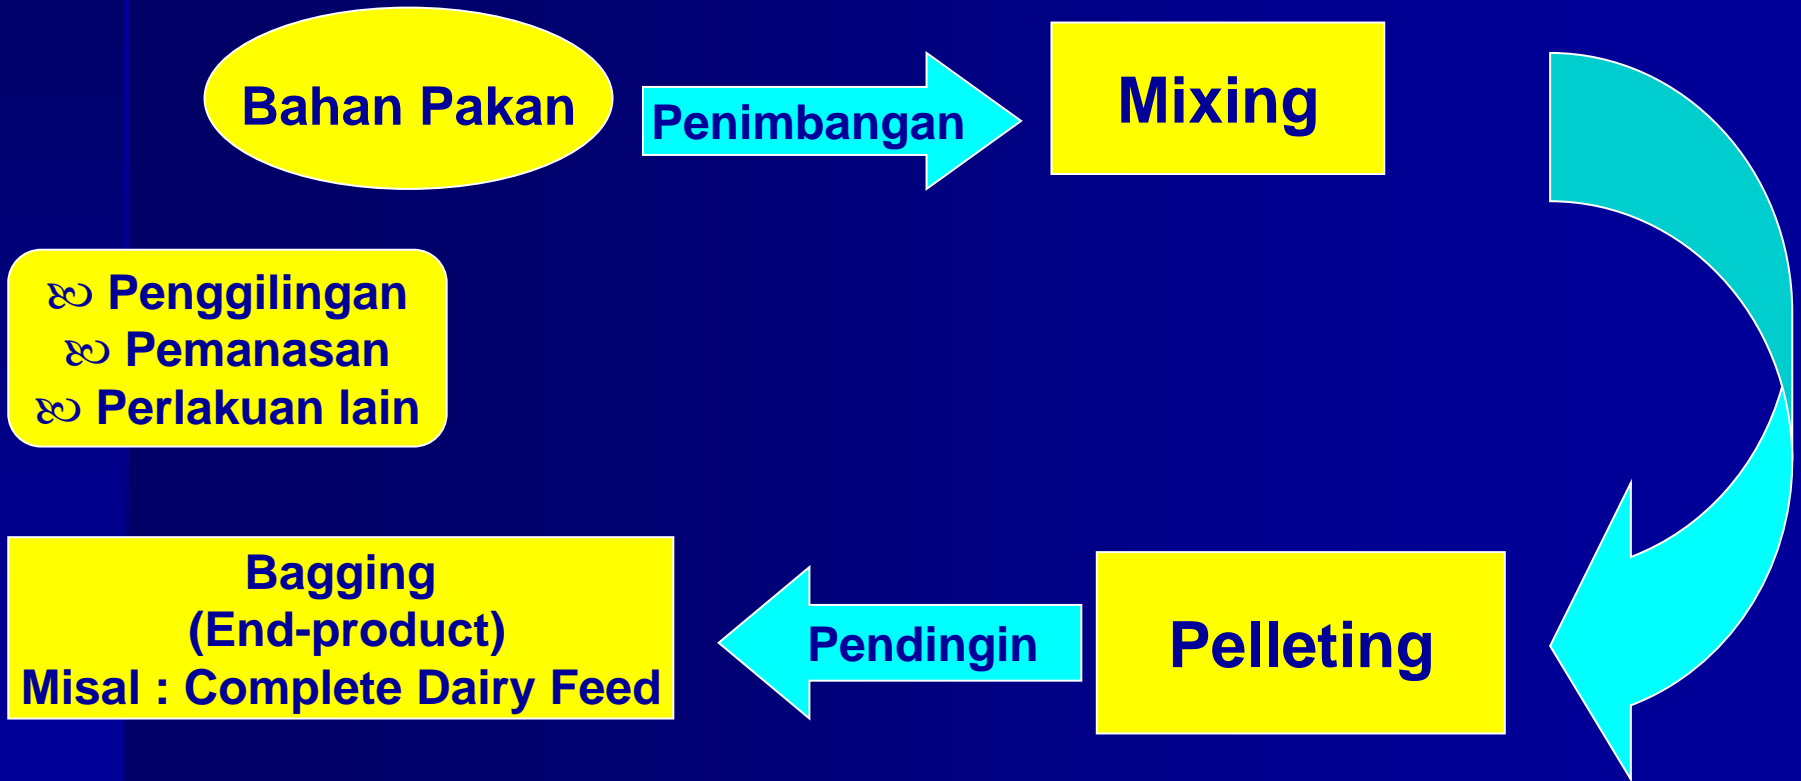 Bahan Pakan
Penimbangan
Mixing
Penggilingan
Pemanasan
Perlakuan lain
Bagging
(End-product)
Misal : Complete Dairy Feed
Pendingin
Pelleting